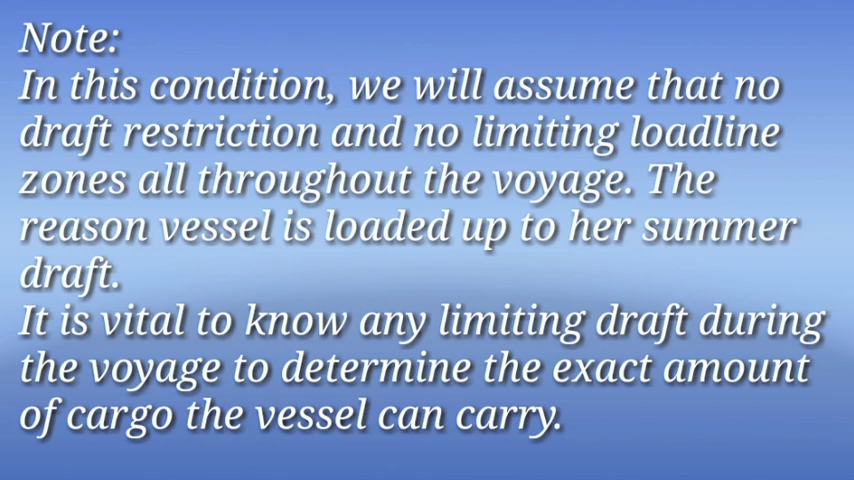 Note:
In this condition, we will assume that no
draft restriction and no limiting loadline
zones all throughout the voyage. The
reason vessel is loaded up to her summer
draft.
It is vital to know any limiting draft during
the voyage to determine the exact amount
of cargo the vessel can carry.